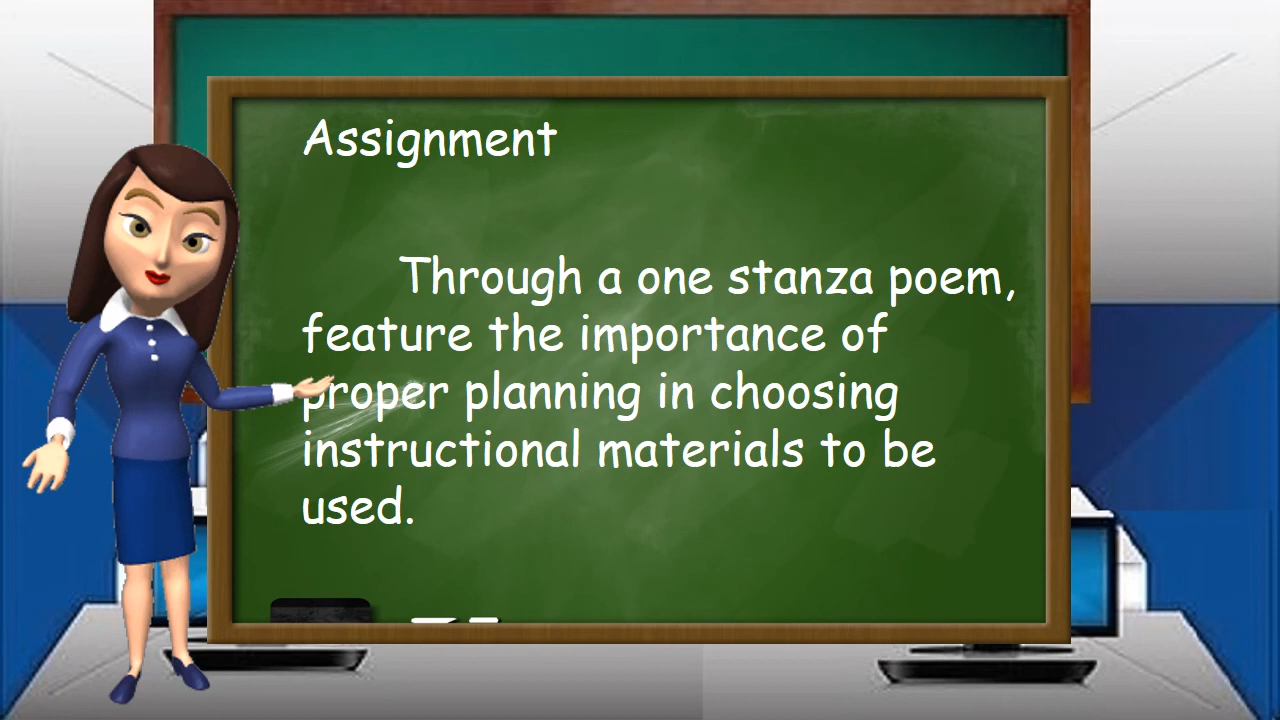 Assignment
Through a one stanza poem,
feature the importance of
proper planning in choosing
instructional materials to be
used.